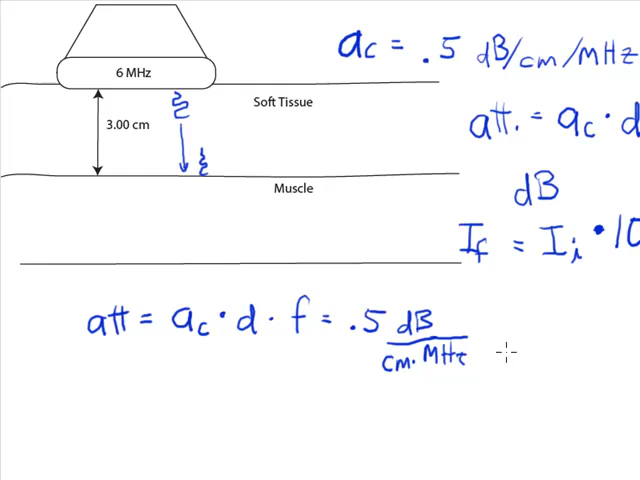 6 MHz
ac = .5 dB/cm/MHz
Soft Tissue
3.00 cm
att. = ac · d
Muscle
dB
If = Ii · 10
att = ac · d · f = .5 dB
cm · MHz